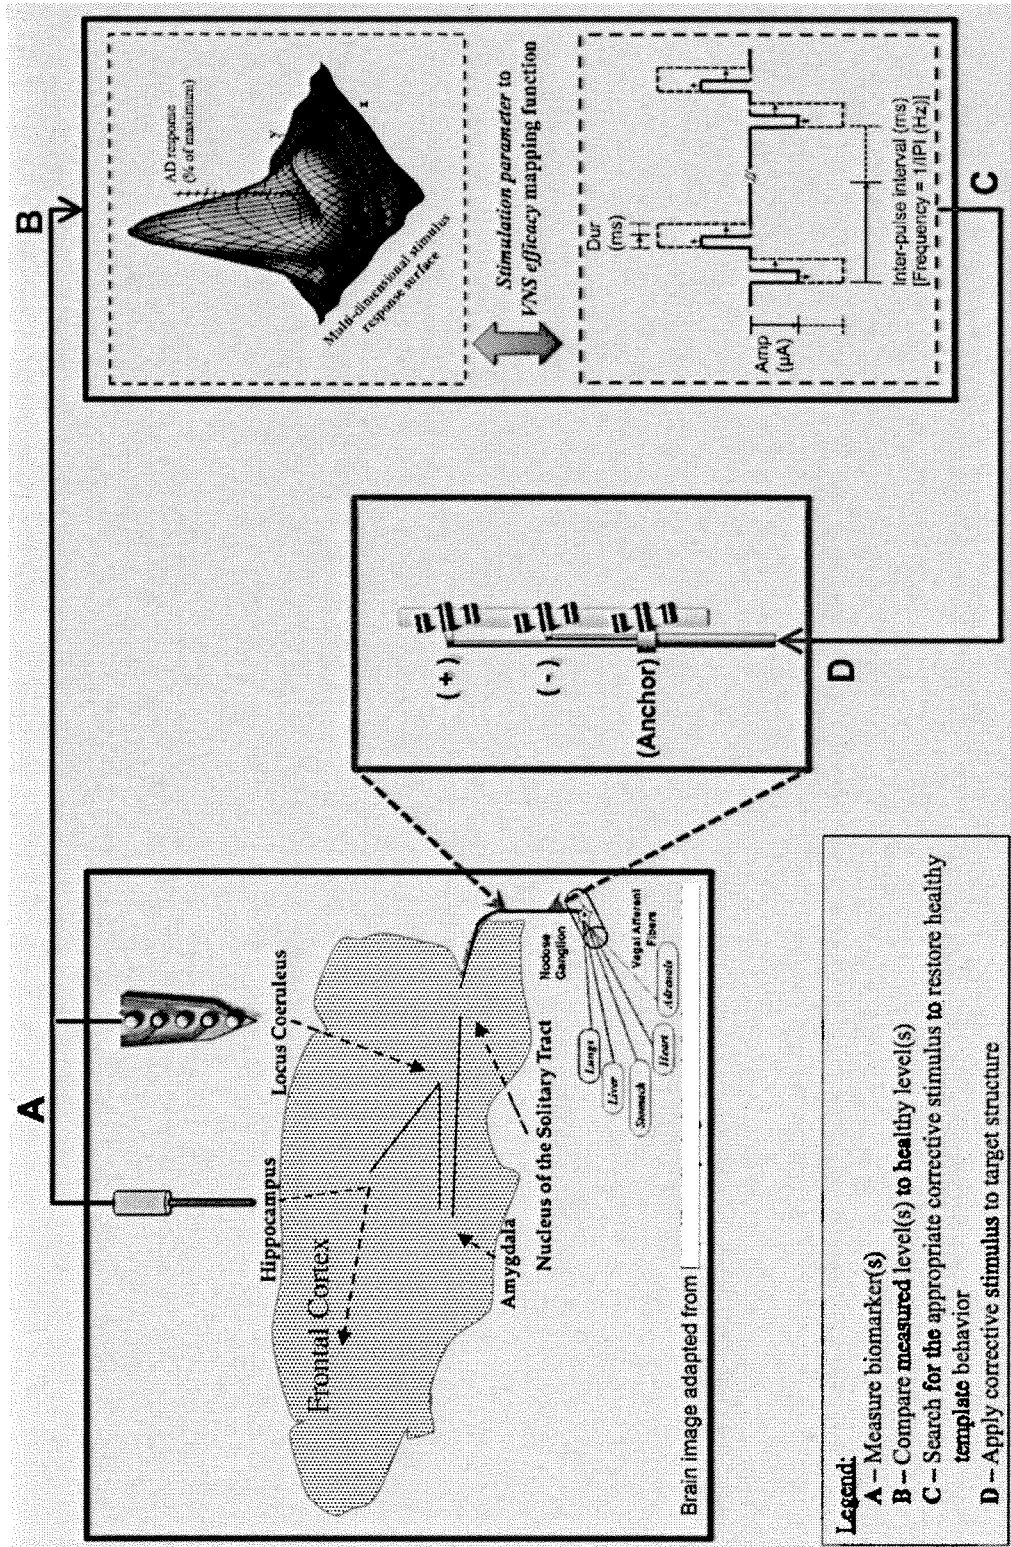 A
B
Hippocampus
Locus Coeruleus
Frontal Cortex
Amygdala
Nucleus of the Solitary Tract
Nodose
Ganglion
Vagal Afferent
Fibers
Lungs
Liver
Stomach
Heart
Adrenals
Brain image adapted from
(+)
(-)
(Anchor)
D
AD response
(% of maximum)
y
x
Multi-dimensional stimulus
response surface
Stimulation parameter to
VNS efficacy mapping function
Dur
(ms)
Amp
(µA)
Inter-pulse interval (ms)
[Frequency = 1/IPI (Hz)]
C
Legend:
A – Measure biomarker(s)
B – Compare measured level(s) to healthy level(s)
C – Search for the appropriate corrective stimulus to restore healthy
template behavior
D – Apply corrective stimulus to target structure